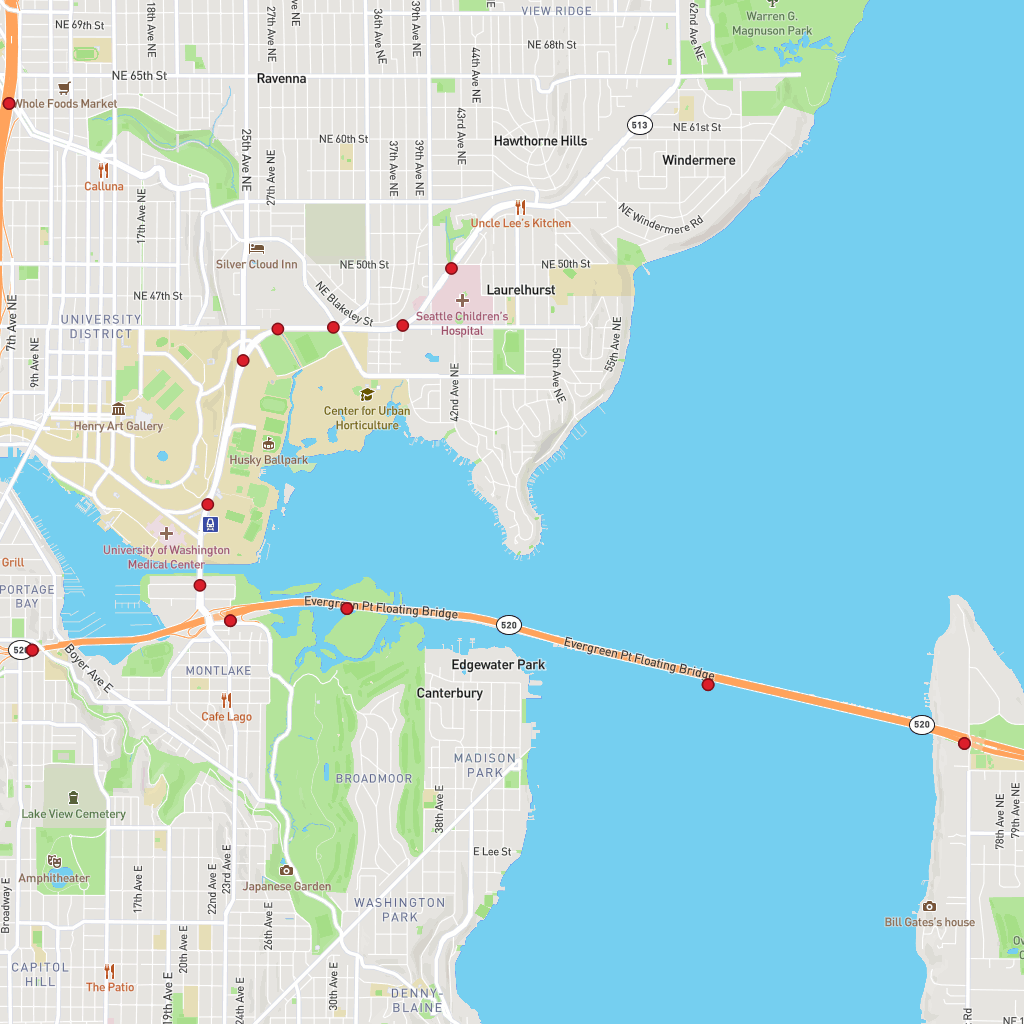 VIEW RIDGE
Warren G.
Magnuson Park
NE 69th St
18th Ave NE
27th Ave NE
36th Ave NE
39th Ave NE
62nd Ave NE
NE 68th St
44th Ave NE
Ravenna
NE 65th St
Whole Foods Market
43rd Ave NE
513
NE 61st St
NE 60th St
Hawthorne Hills
25th Ave NE
37th Ave NE
39th Ave NE
Windermere
27th Ave NE
Calluna
17th Ave NE
Uncle Lee's Kitchen
NE Windermere Rd
Silver Cloud Inn
NE 50th St
NE 50th St
Laurelhurst
NE 47th St
NE Blakeley St
Seattle Children's
Hospital
7th Ave NE
UNIVERSITY
DISTRICT
9th Ave NE
55th Ave NE
50th Ave NE
42nd Ave NE
Center for Urban
Horticulture
Henry Art Gallery
Husky Ballpark
University of Washington
Medical Center
Grill
PORTAGE
BAY
Evergreen Pt Floating Bridge
520
Evergreen Pt Floating Bridge
520
Boyer Ave E
MONTLAKE
Edgewater Park
Canterbury
Cafe Lago
520
MADISON
PARK
BROADMOOR
Lake View Cemetery
38th Ave E
78th Ave NE
79th Ave NE
E Lee St
Amphitheater
Japanese Garden
17th Ave E
22nd Ave E
23rd Ave E
Broadway E
WASHINGTON
PARK
Bill Gates's house
26th Ave E
20th Ave E
CAPITOL
HILL
The Patio
30th Ave E
19th Ave E
24th Ave E
DENNY-
BLAINE
Rd
NE 1